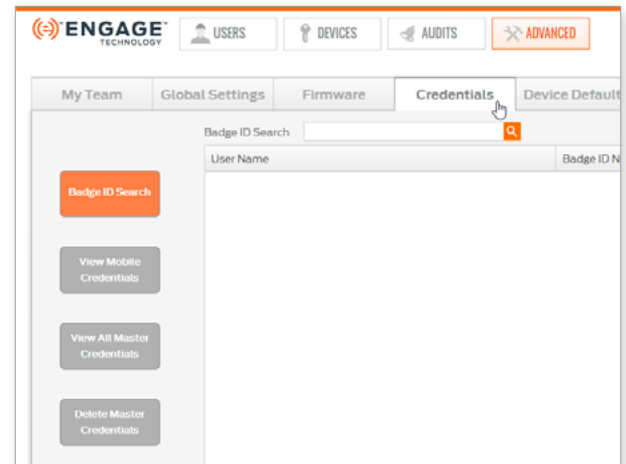 ENGAGE™
TECHNOLOGY
USERS
DEVICES
AUDITS
ADVANCED
My Team
Global Settings
Firmware
Credentials
Device Default
Badge ID Search
User Name
Badge ID N
Badge ID Search
View Mobile
Credentials
View All Master
Credentials
Delete Master
Credentials